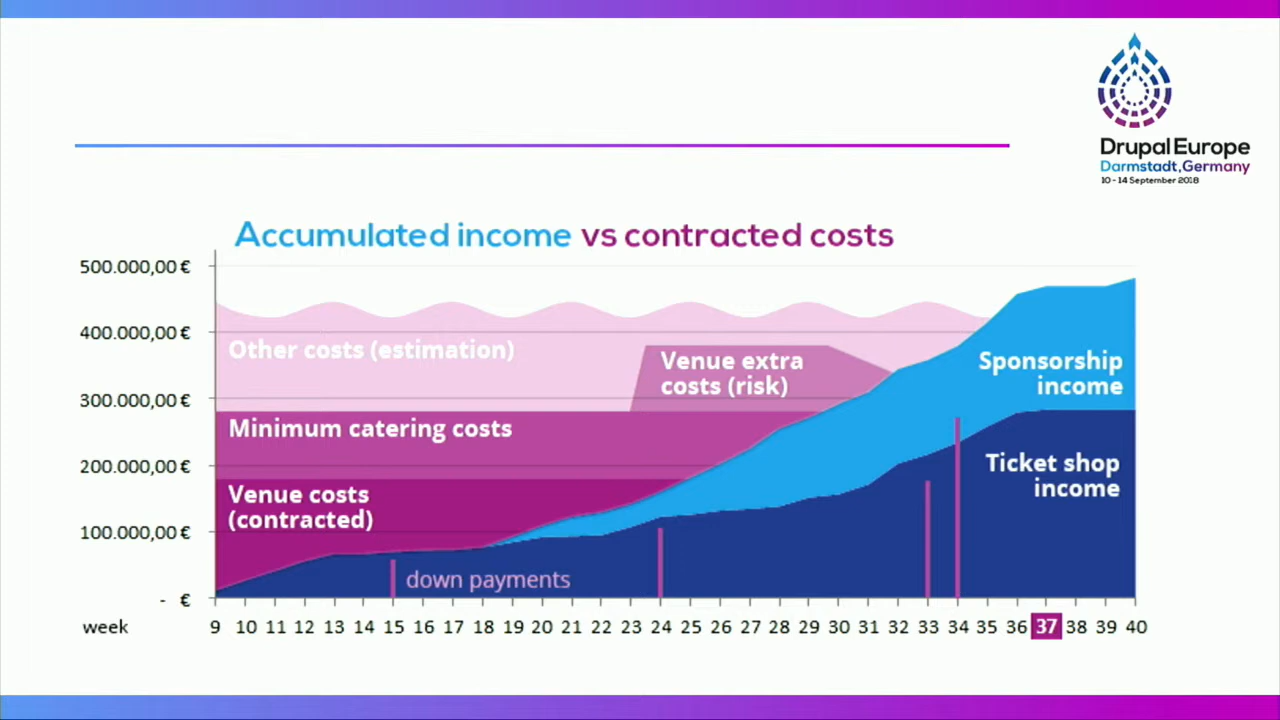 Drupal Europe
Darmstadt, Germany
10 - 14 September 2018
Accumulated income vs contracted costs
500.000,00 €
400.000,00 €
300.000,00 €
200.000,00 €
100.000,00 €
- €
Other costs (estimation)
Venue extra
costs (risk)
Sponsorship
income
Minimum catering costs
Ticket shop
income
Venue costs
(contracted)
down payments
week
9 10 11 12 13 14 15 16 17 18 19 20 21 22 23 24 25 26 27 28 29 30 31 32 33 34 35 36 37 38 39 40